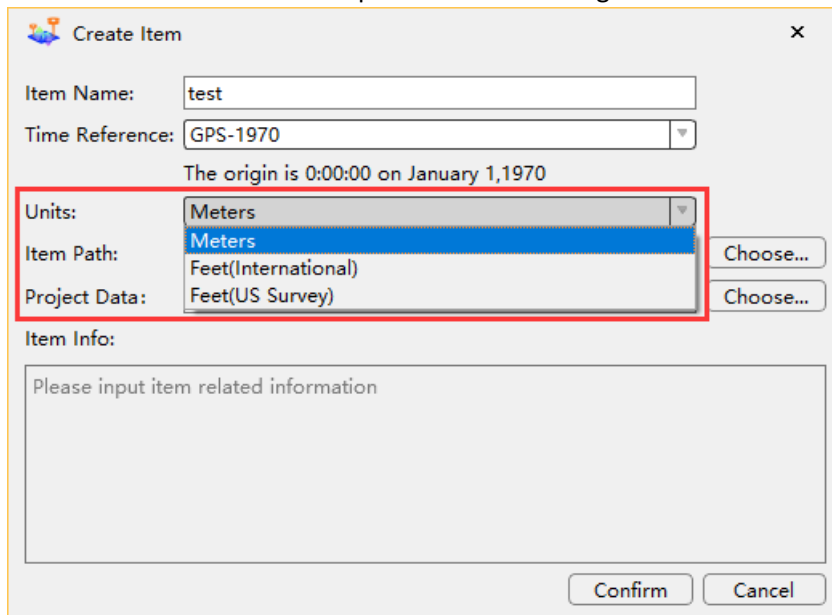 Create Item
Item Name: test
Time Reference: GPS-1970
The origin is 0:00:00 on January 1,1970
Units: Meters
Meters
Item Path: Choose...
Feet(International)
Project Data: Feet(US Survey) Choose...
Item Info:
Please input item related information
Confirm Cancel